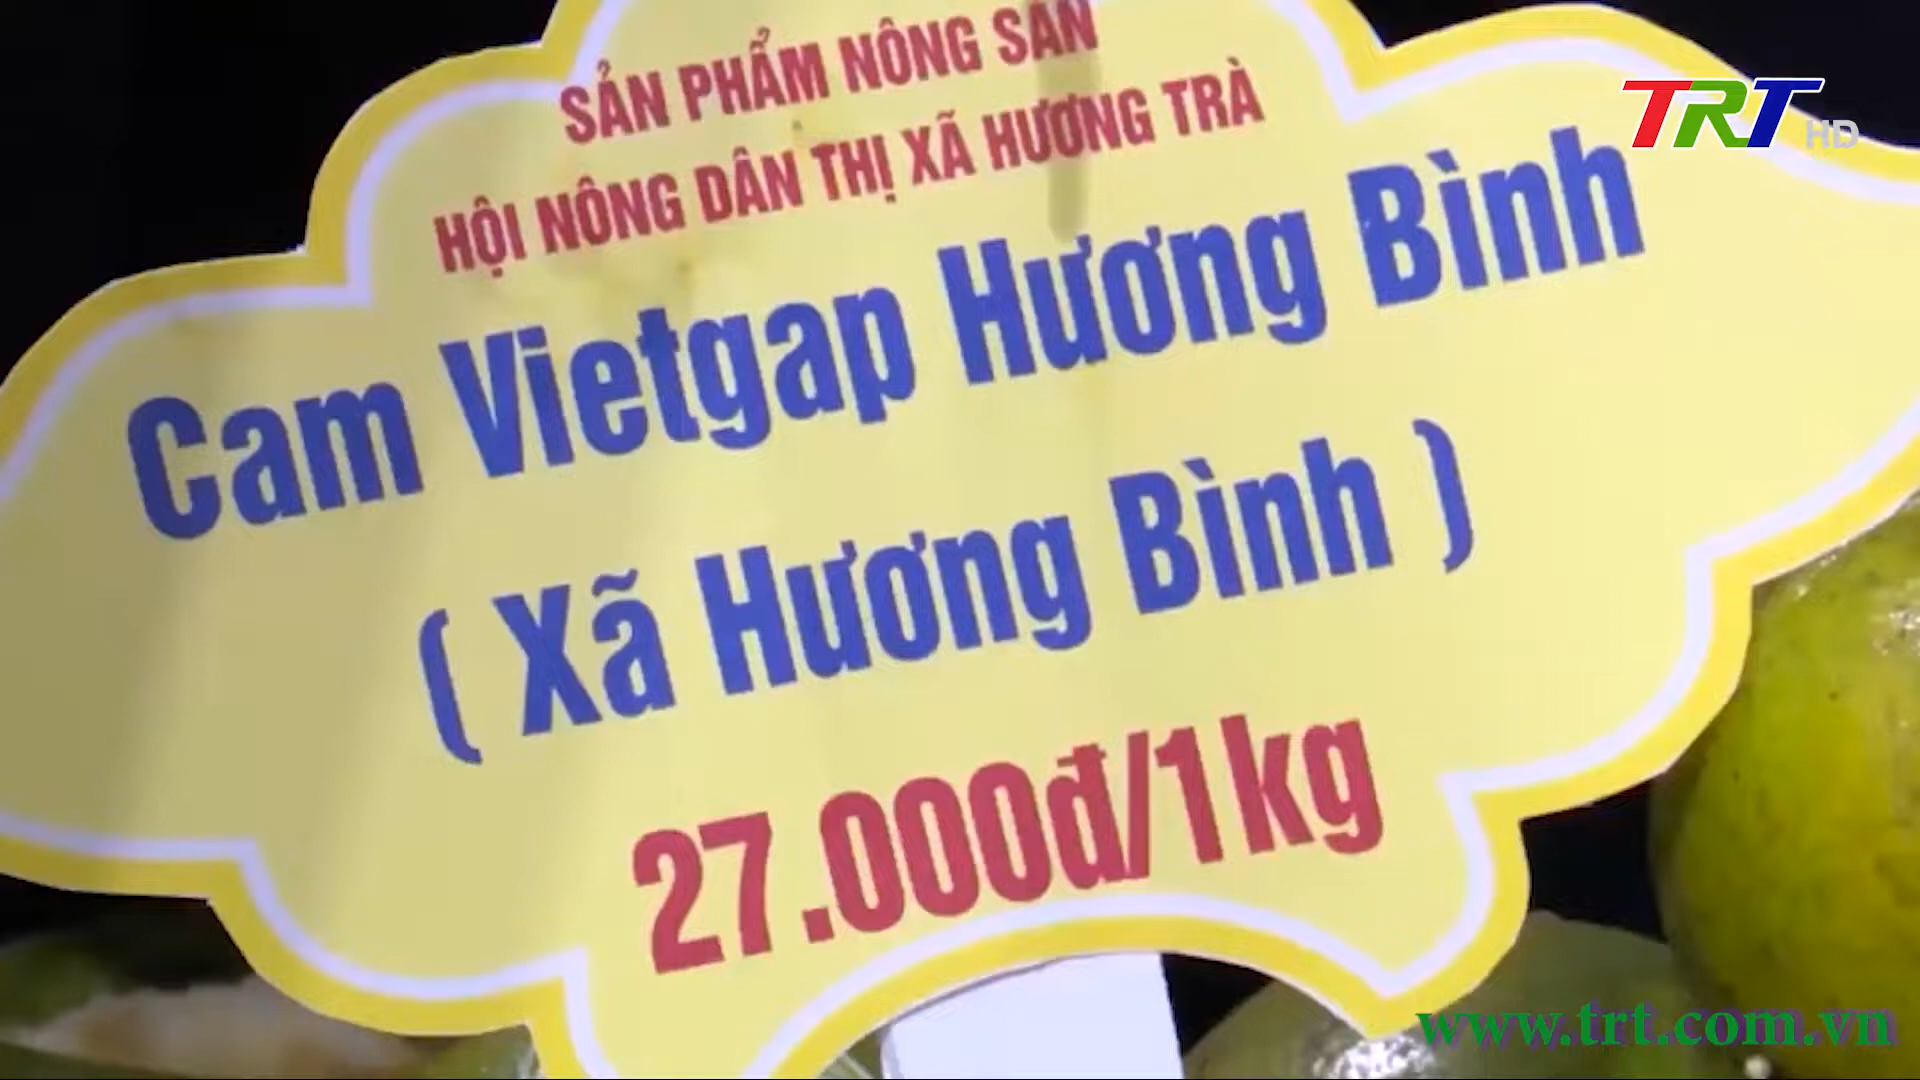 SẢN PHẨM NÔNG SẢN
TRT HD
HỘI NÔNG DÂN THỊ XÃ HƯƠNG TRÀ
Cam Vietgap Hương Bình
( Xã Hương Bình )
27.000đ/1kg
www.trt.com.vn